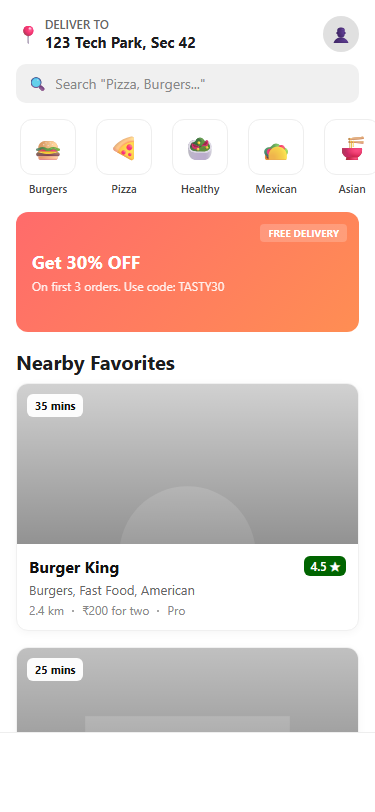 DELIVER TO
123 Tech Park, Sec 42
Search "Pizza, Burgers..."
Burgers
Pizza
Healthy
Mexican
Asian
FREE DELIVERY
Get 30% OFF
On first 3 orders. Use code: TASTY30
Nearby Favorites
35 mins
Burger King
4.5 ★
Burgers, Fast Food, American
2.4 km • ₹200 for two • Pro
25 mins